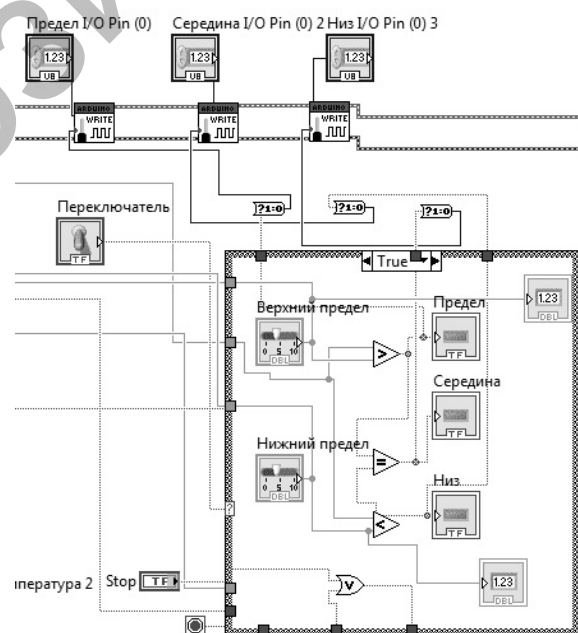 Предел I/O Pin (0) Середина I/O Pin (0) 2 Низ I/O Pin (0) 3
1.23 1.23 1.23
U8 U8 U8
ARDUINO ARDUINO ARDUINO
WRITE WRITE WRITE
?1:0 ?1:0 ?1:0
Переключатель
TF
True
1.23
DBL
Верхний предел
0 5 10
DBL
Предел
TF
>
Середина
TF
=
Нижний предел
0 5 10
DBL
Низ
TF
<
?
мпература 2 Stop TF
V
1.23
DBL